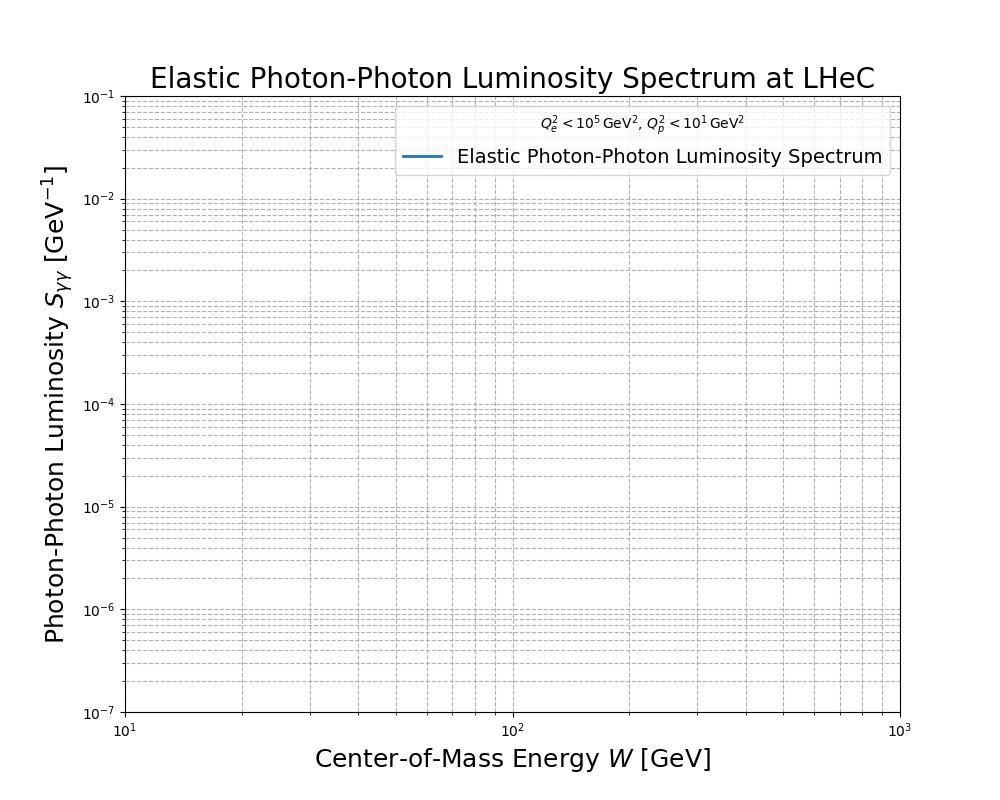 Elastic Photon-Photon Luminosity Spectrum at LHeC
Photon-Photon Luminosity $S_{\gamma\gamma}$ [GeV$^{-1}$]
$10^{-1}$
$10^{-2}$
$10^{-3}$
$10^{-4}$
$10^{-5}$
$10^{-6}$
$10^{-7}$
$Q_e^2 < 10^5\,\mathrm{GeV}^2$, $Q_p^2 < 10^1\,\mathrm{GeV}^2$
Elastic Photon-Photon Luminosity Spectrum
$10^1$
$10^2$
$10^3$
Center-of-Mass Energy $W$ [GeV]